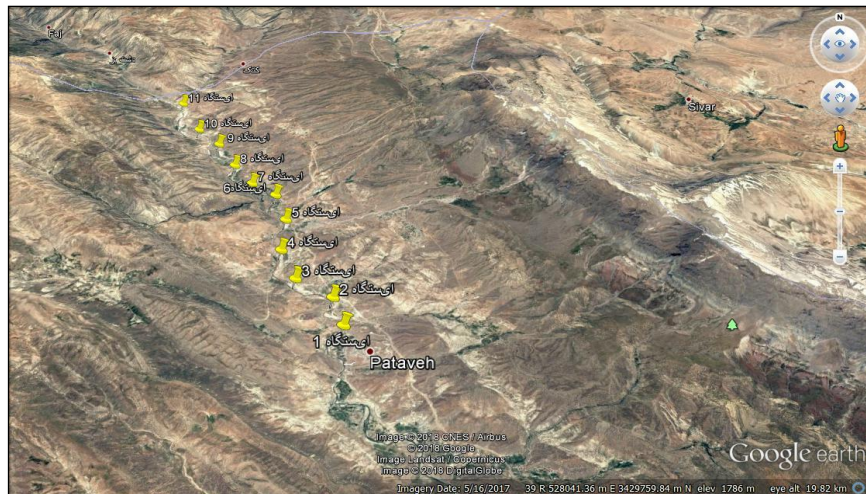 N
Faj
کتک
Sivar
ایستگاه 11
ایستگاه 10
ایستگاه 9
ایستگاه 8
ایستگاه 7
ایستگاه 6
ایستگاه 5
ایستگاه 4
ایستگاه 3
ایستگاه 2
ایستگاه 1
Pataveh
Image © 2018 CNES / Airbus
© 2018 Google
Image Landsat / Copernicus
Image © 2018 DigitalGlobe
Google earth
Imagery Date: 5/16/2017 39 R 528041.36 m E 3429759.84 m N elev 1786 m eye alt 19.82 km